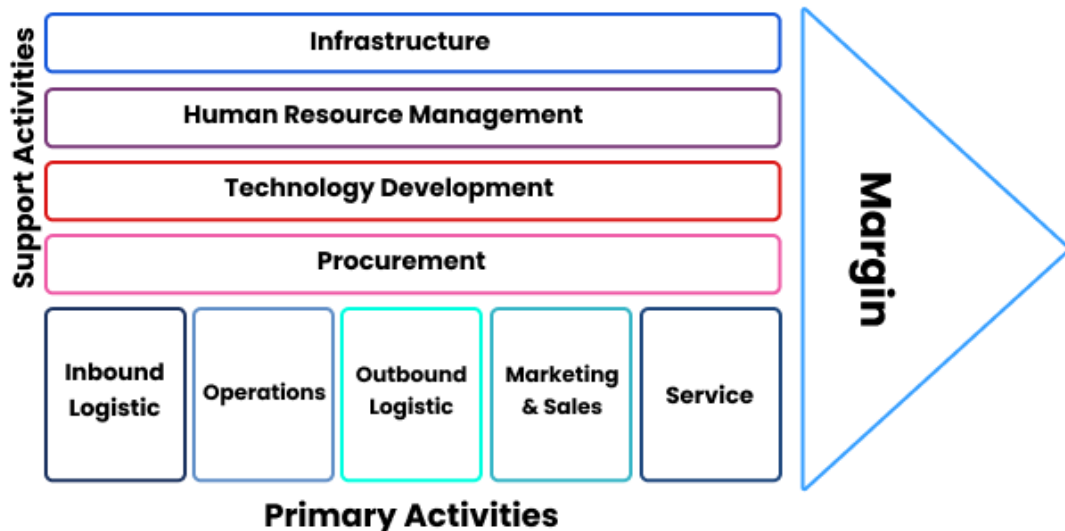 Support Activities
Infrastructure
Human Resource Management
Technology Development
Procurement
Inbound
Logistic
Operations
Outbound
Logistic
Marketing
& Sales
Service
Primary Activities
Margin